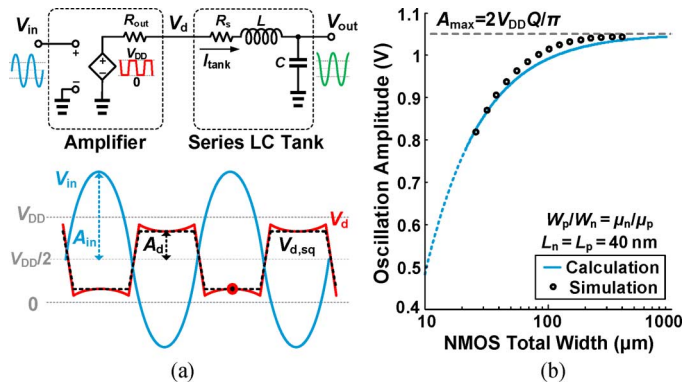 V_in
R_out
V_d
R_s
L
V_out
+
−
+
−
V_DD
0
I_tank
C
Amplifier
Series LC Tank
V_in
V_DD
V_d
A_in
A_d
V_d,sq
V_DD/2
0
(a)
A_max=2V_DDQ/π
Oscillation Amplitude (V)
1.1
1
0.9
0.8
0.7
0.6
0.5
0.4
W_p/W_n = μ_n/μ_p
L_n = L_p = 40 nm
Calculation
Simulation
10
100
1000
NMOS Total Width (μm)
(b)